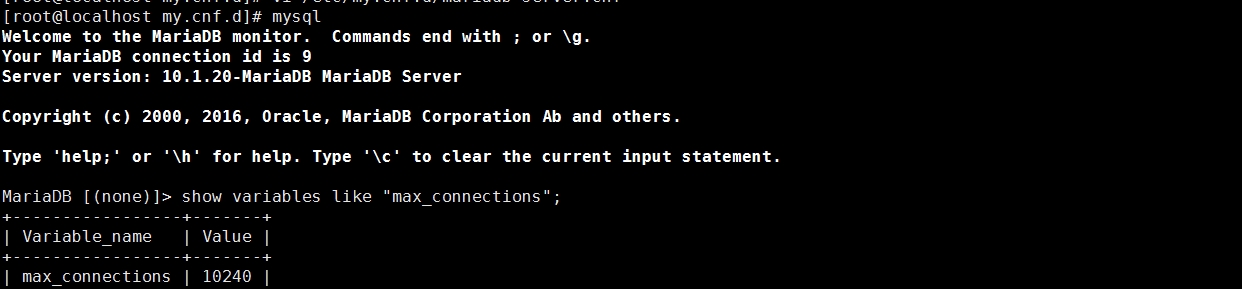 [root@localhost my.cnf.d]# vi /etc/my.cnf.d/mariadb-server.cnf
[root@localhost my.cnf.d]# mysql
Welcome to the MariaDB monitor.  Commands end with ; or \g.
Your MariaDB connection id is 9
Server version: 10.1.20-MariaDB MariaDB Server
Copyright (c) 2000, 2016, Oracle, MariaDB Corporation Ab and others.
Type 'help;' or '\h' for help. Type '\c' to clear the current input statement.
MariaDB [(none)]> show variables like "max_connections";
+-----------------+-------+
| Variable_name   | Value |
+-----------------+-------+
| max_connections | 10240 |